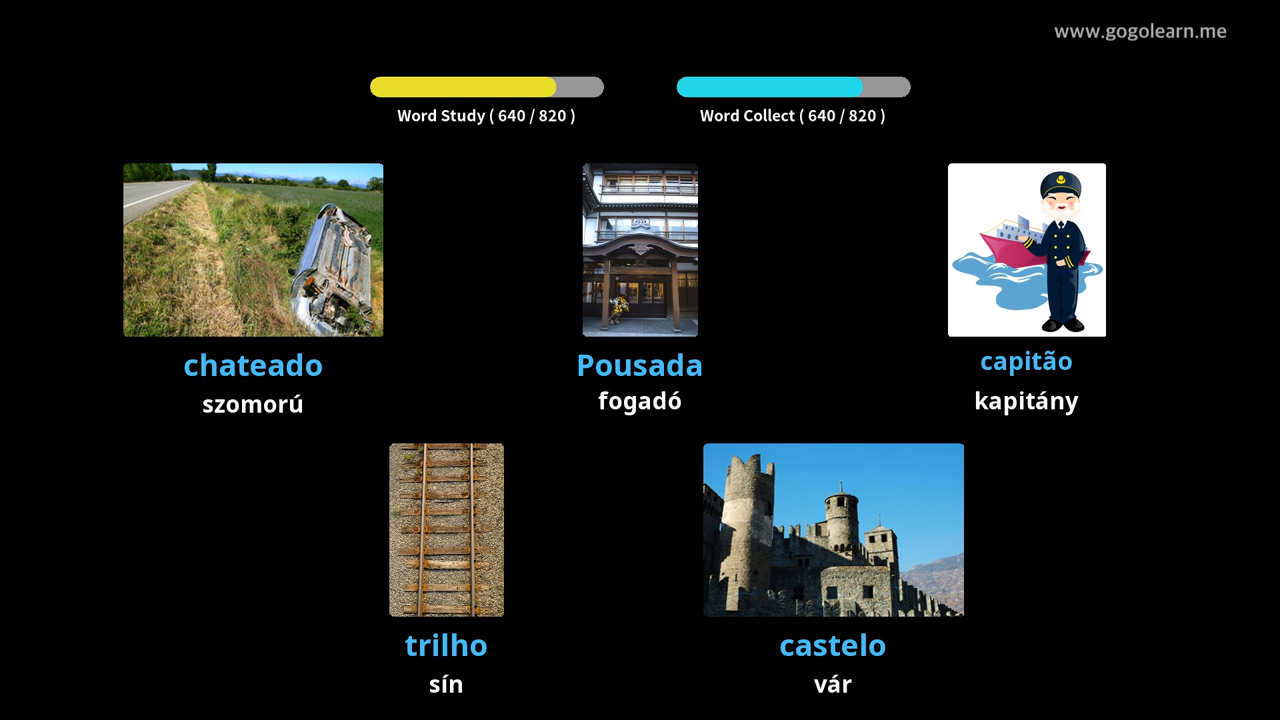 www.gogolearn.me
Word Study ( 640 / 820 )
Word Collect ( 640 / 820 )
chateado
szomorú
Pousada
fogadó
capitão
kapitány
trilho
sín
castelo
vár